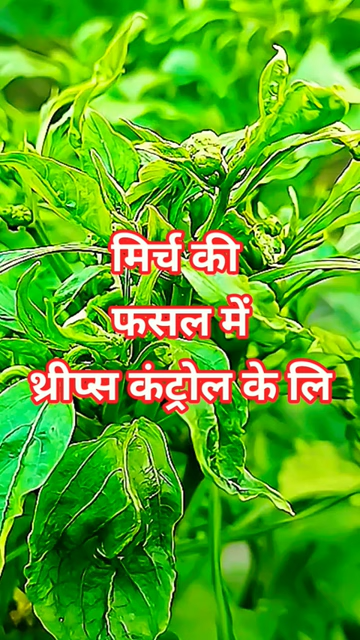 मिर्च की
फसल में
थ्रीप्स कंट्रोल के लि